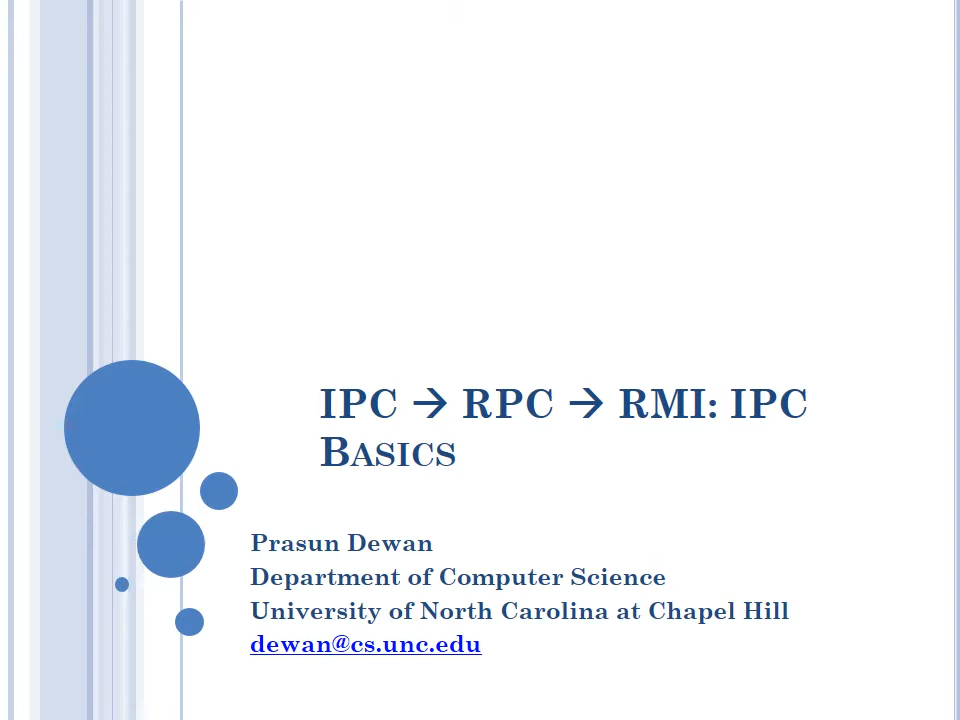 IPC → RPC → RMI: IPC
BASICS
Prasun Dewan
Department of Computer Science
University of North Carolina at Chapel Hill
dewan@cs.unc.edu